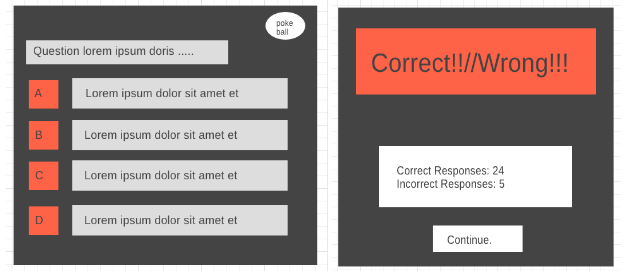 poke
ball
Question lorem ipsum doris .....
A Lorem ipsum dolor sit amet et
B Lorem ipsum dolor sit amet et
C Lorem ipsum dolor sit amet et
D Lorem ipsum dolor sit amet et
Correct!!//Wrong!!!
Correct Responses: 24
Incorrect Responses: 5
Continue.